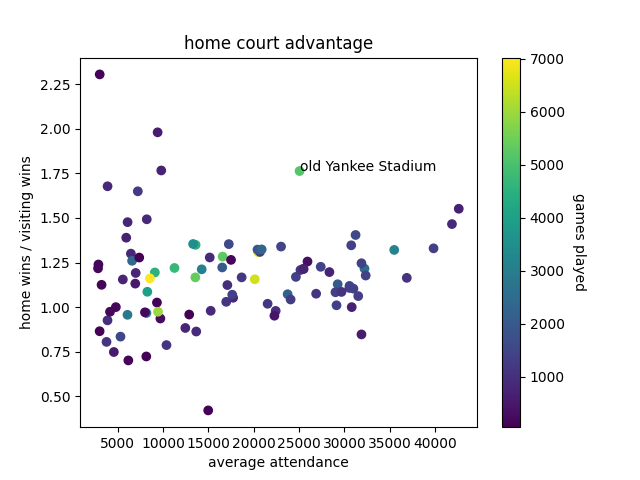 home court advantage
home wins / visiting wins
2.25
2.00
1.75
1.50
1.25
1.00
0.75
0.50
old Yankee Stadium
5000 10000 15000 20000 25000 30000 35000 40000
average attendance
7000
6000
5000
4000
3000
2000
1000
games played